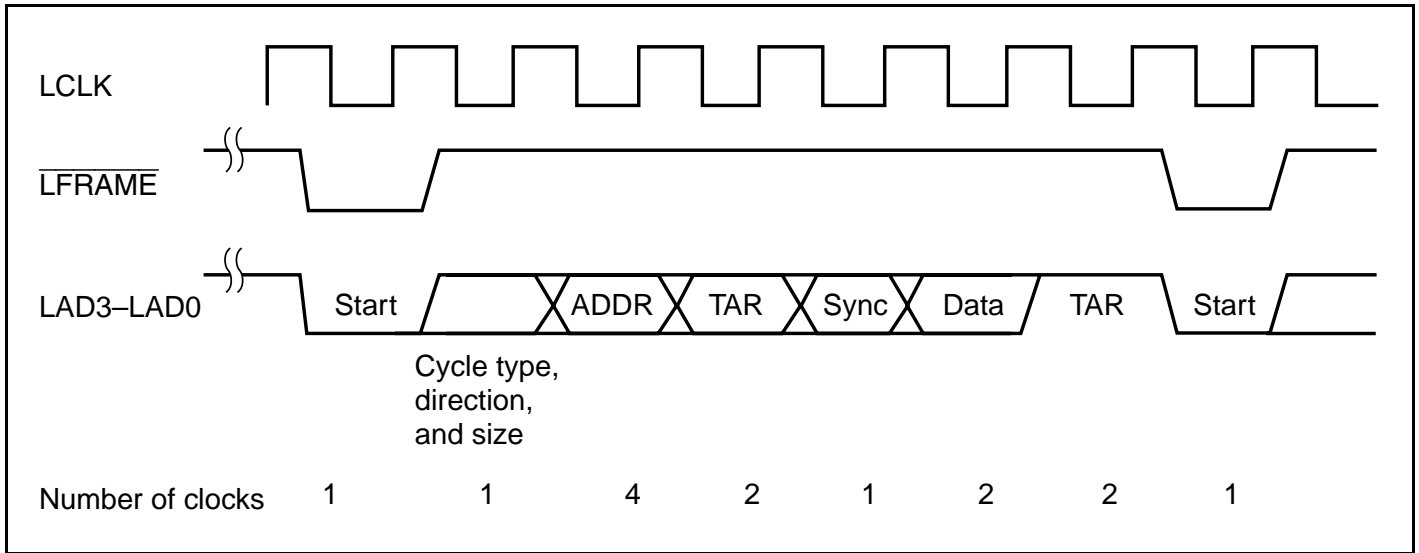 LCLK
LFRAME
LAD3–LAD0 Start ADDR TAR Sync Data TAR Start
Cycle type,
direction,
and size
Number of clocks 1 1 4 2 1 2 2 1